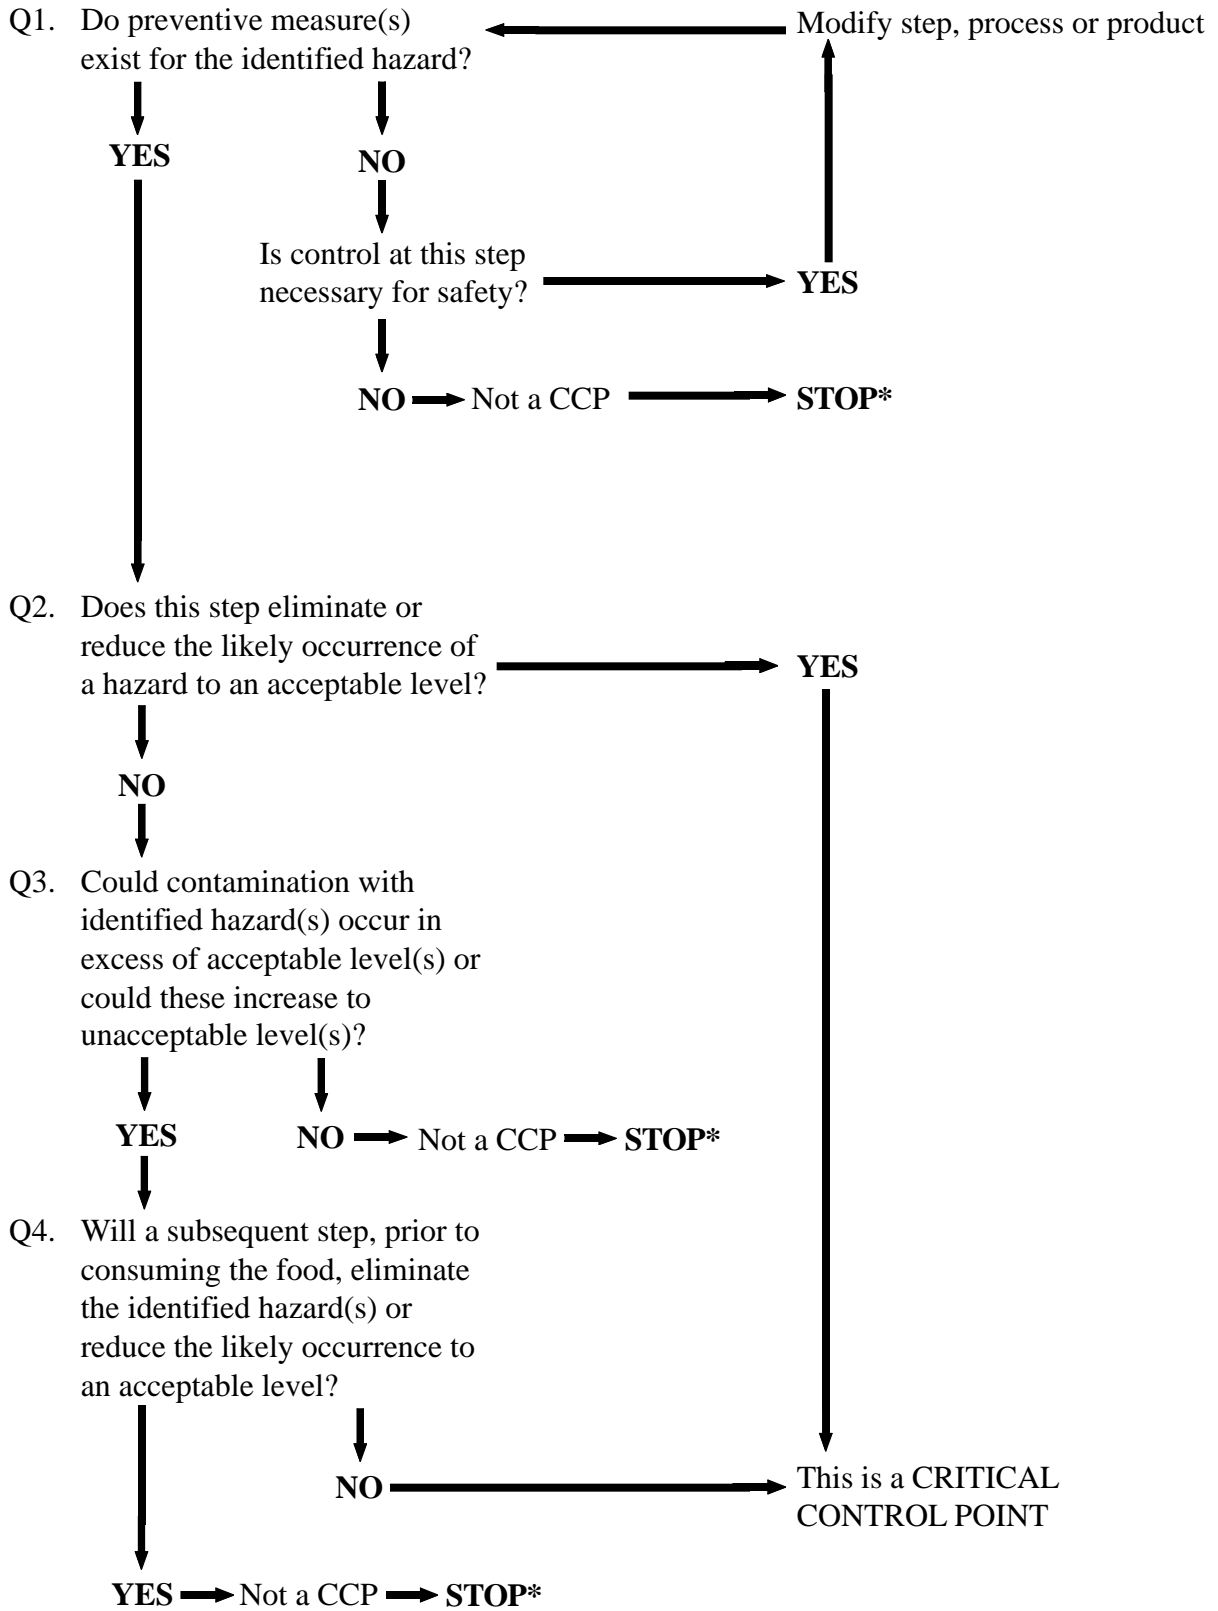 Q1. Do preventive measure(s)
exist for the identified hazard?
Modify step, process or product
YES
NO
Is control at this step
necessary for safety?
YES
NO
Not a CCP
STOP*
Q2. Does this step eliminate or
reduce the likely occurrence of
a hazard to an acceptable level?
YES
NO
Q3. Could contamination with
identified hazard(s) occur in
excess of acceptable level(s) or
could these increase to
unacceptable level(s)?
YES
NO
Not a CCP
STOP*
Q4. Will a subsequent step, prior to
consuming the food, eliminate
the identified hazard(s) or
reduce the likely occurrence to
an acceptable level?
NO
This is a CRITICAL
CONTROL POINT
YES
Not a CCP
STOP*